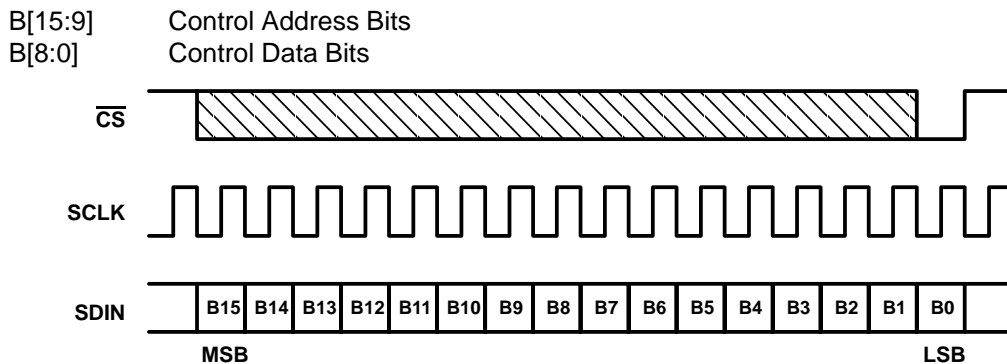 B[15:9] Control Address Bits
B[8:0] Control Data Bits
CS
SCLK
SDIN B15 B14 B13 B12 B11 B10 B9 B8 B7 B6 B5 B4 B3 B2 B1 B0
MSB LSB